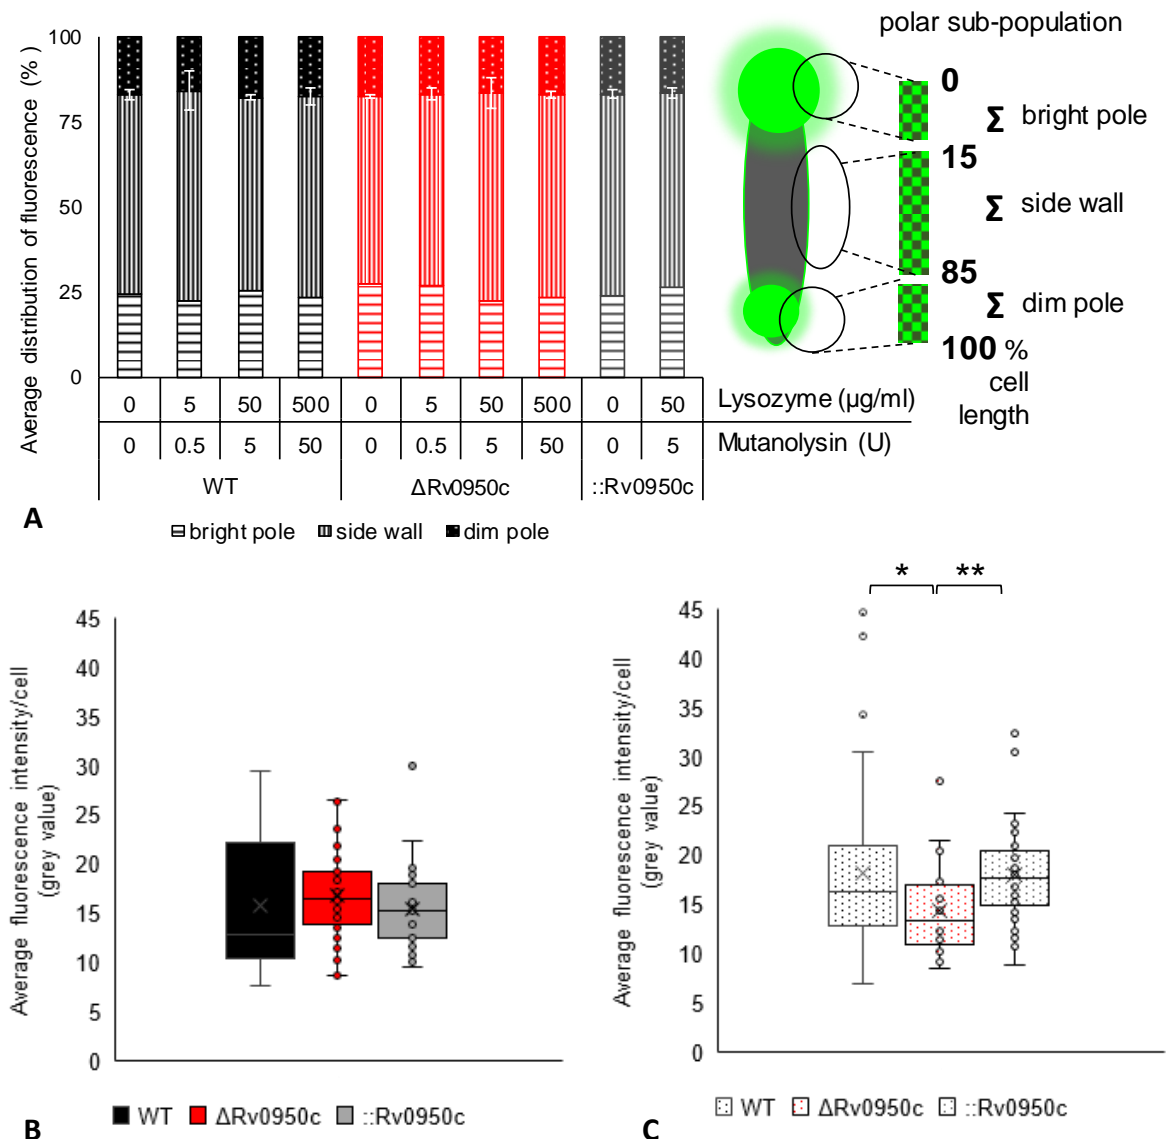 Average distribution of fluorescence (%)
100
75
50
25
0
0 5 50 500 0 5 50 500 0 50 Lysozyme (µg/ml)
0 0.5 5 50 0 0.5 5 50 0 5 Mutanolysin (U)
WT ΔRv0950c ::Rv0950c
A
bright pole side wall dim pole
polar sub-population
0
Σ bright pole
15
Σ side wall
85
Σ dim pole
100 %
cell
length
Average fluorescence intensity/cell
(grey value)
45
40
35
30
25
20
15
10
5
0
WT ΔRv0950c ::Rv0950c
B
* **
Average fluorescence intensity/cell
(grey value)
45
40
35
30
25
20
15
10
5
0
WT ΔRv0950c ::Rv0950c
C